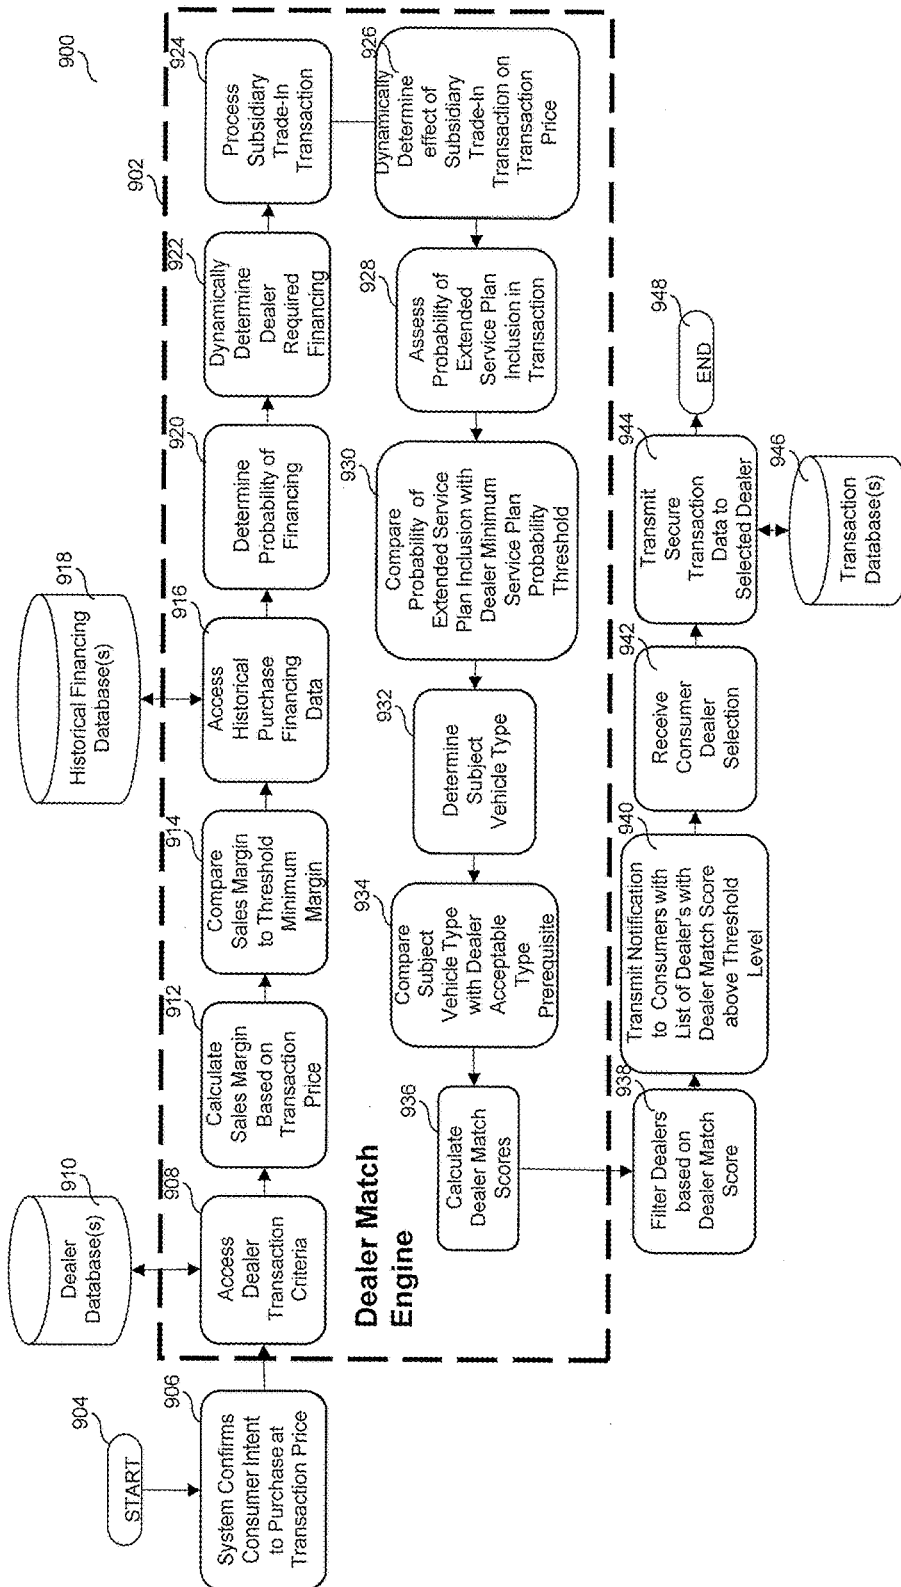 900
904
START
906
System Confirms
Consumer Intent
to Purchase at
Transaction Price
902
Dealer Match
Engine
910
Dealer
Database(s)
908
Access
Dealer
Transaction
Criteria
912
Calculate
Sales Margin
Based on
Transaction
Price
914
Compare
Sales Margin
to Threshold
Minimum
Margin
918
Historical Financing
Database(s)
916
Access
Historical
Purchase
Financing
Data
920
Determine
Probability of
Financing
922
Dynamically
Determine
Dealer
Required
Financing
924
Process
Subsidiary
Trade-In
Transaction
926
Dynamically
Determine
effect of
Subsidiary
Trade-In
Transaction on
Transaction
Price
928
Assess
Probability of
Extended
Service Plan
Inclusion in
Transaction
930
Compare
Probability of
Extended Service
Plan Inclusion with
Dealer Minimum
Service Plan
Probability
Threshold
932
Determine
Subject
Vehicle Type
934
Compare
Subject
Vehicle Type
with Dealer
Acceptable
Type
Prerequisite
936
Calculate
Dealer Match
Scores
938
Filter Dealers
based on
Dealer Match
Score
940
Transmit Notification
to Consumers with
List of Dealer's with
Dealer Match Score
above Threshold
Level
942
Receive
Consumer
Dealer
Selection
944
Transmit
Secure
Transaction
Data to
Selected Dealer
946
Transaction
Database(s)
948
END